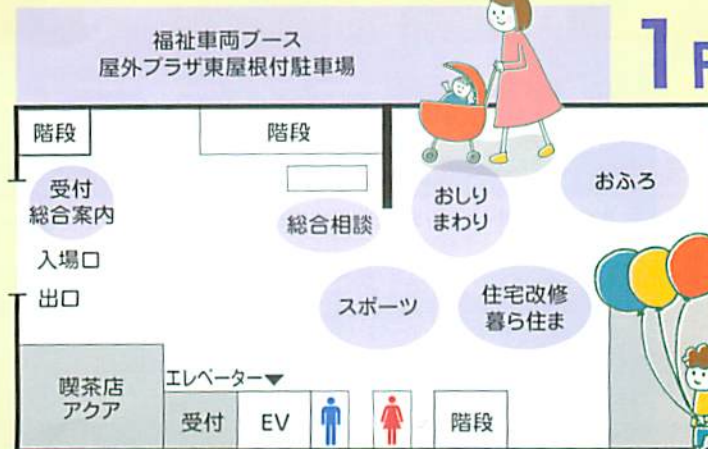 福祉車両ブース
屋外プラザ東屋根付駐車場
1F
階段
階段
受付
総合案内
総合相談
おしり
まわり
おふろ
入場口
出口
スポーツ
住宅改修
暮ら住ま
喫茶店
アクア
エレベーター▼
受付
EV
階段